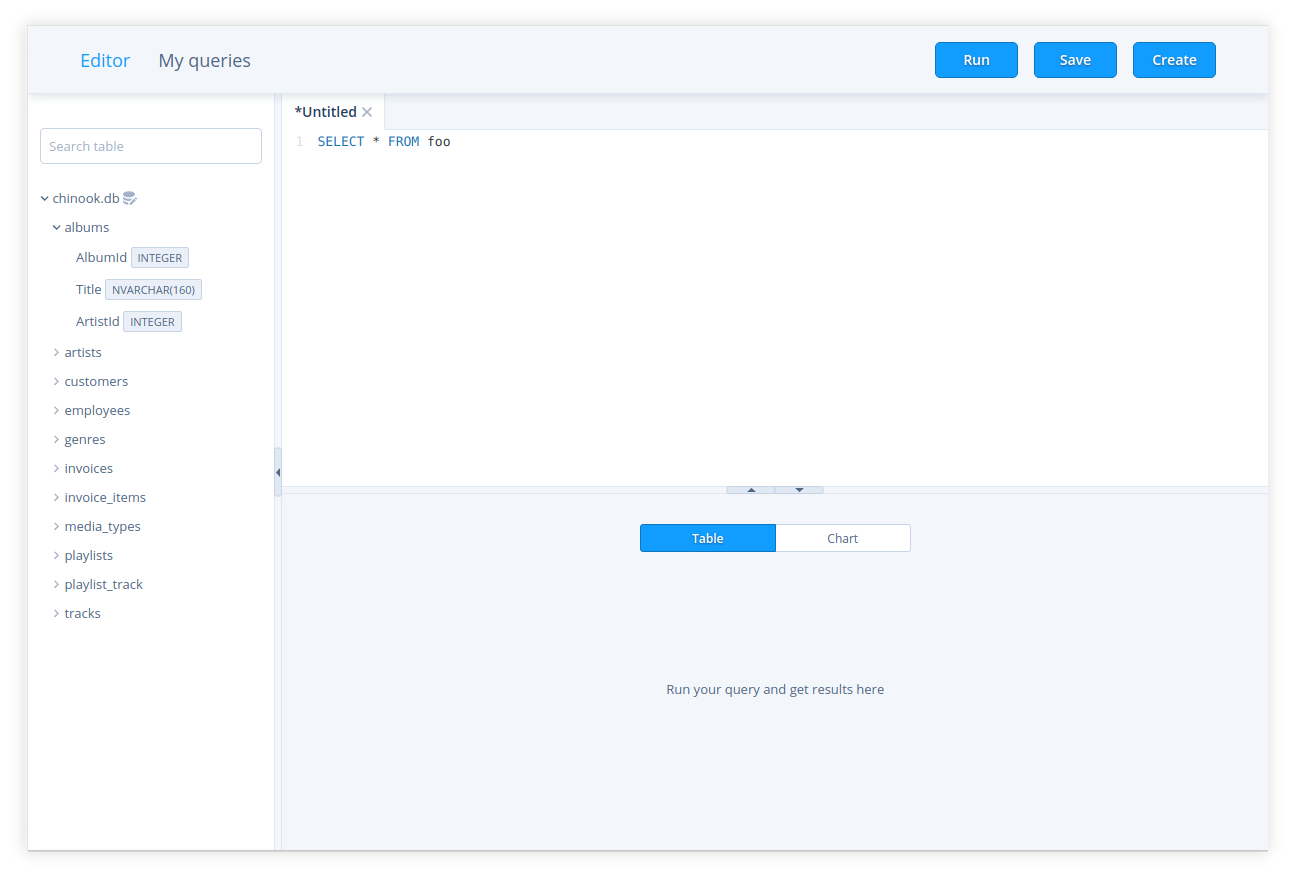 Editor My queries Run Save Create
*Untitled
Search table
1 SELECT * FROM foo
chinook.db
albums
AlbumId INTEGER
Title NVARCHAR(160)
ArtistId INTEGER
artists
customers
employees
genres
invoices
invoice_items
media_types
playlists
playlist_track
tracks
Table Chart
Run your query and get results here